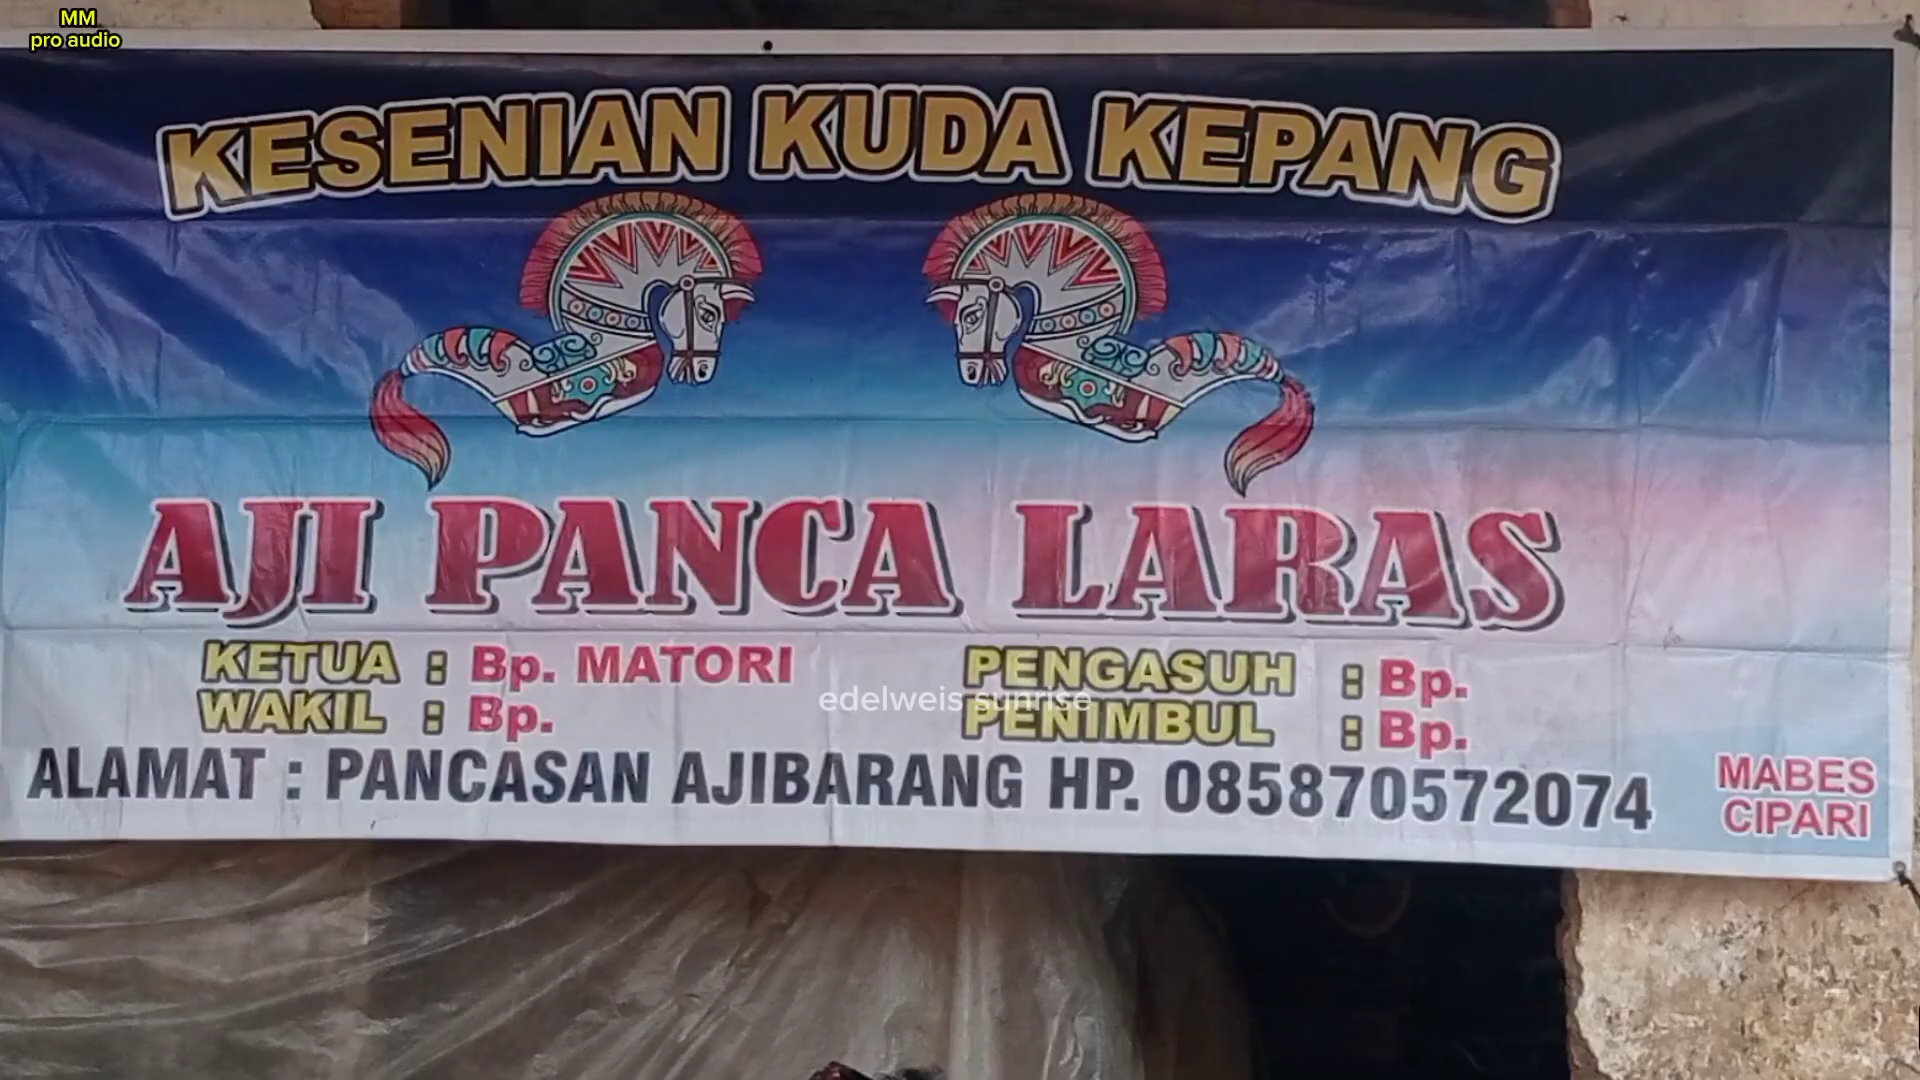 MM
pro audio
KESENIAN KUDA KEPANG
AJI PANCA LARAS
KETUA : Bp. MATORI
WAKIL : Bp.
PENGASUH : Bp.
PENIMBUL : Bp.
edelweis sunrise
ALAMAT : PANCASAN AJIBARANG HP. 085870572074
MABES
CIPARI